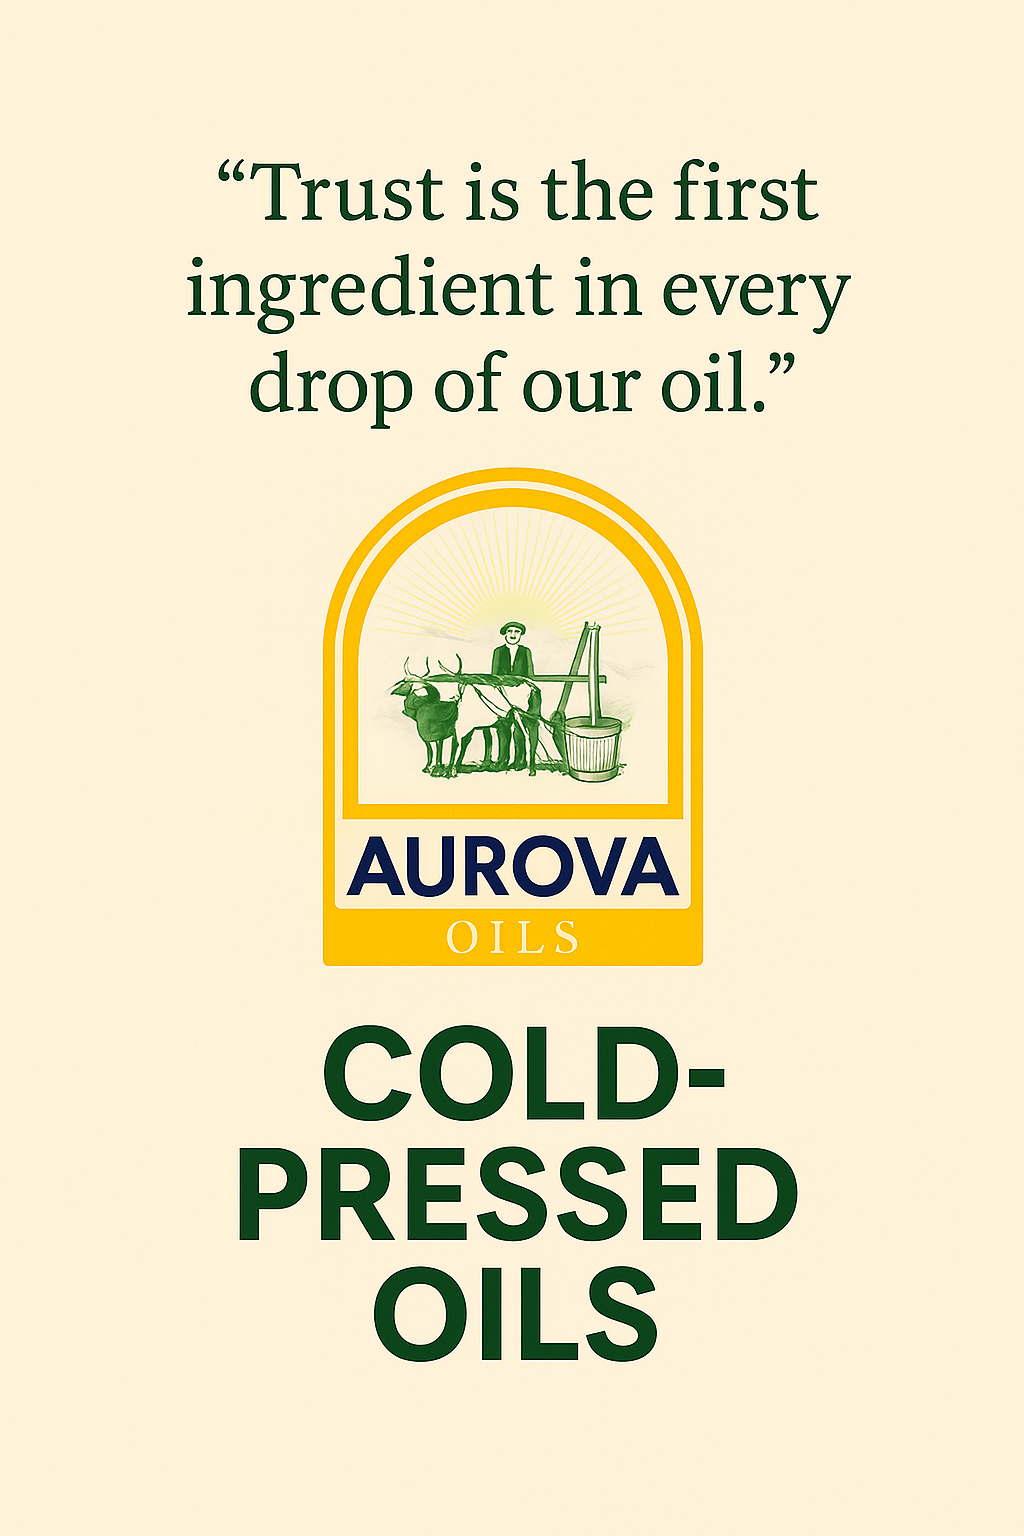 “Trust is the first
ingredient in every
drop of our oil.”
AUROVA
OILS
COLD-
PRESSED
OILS